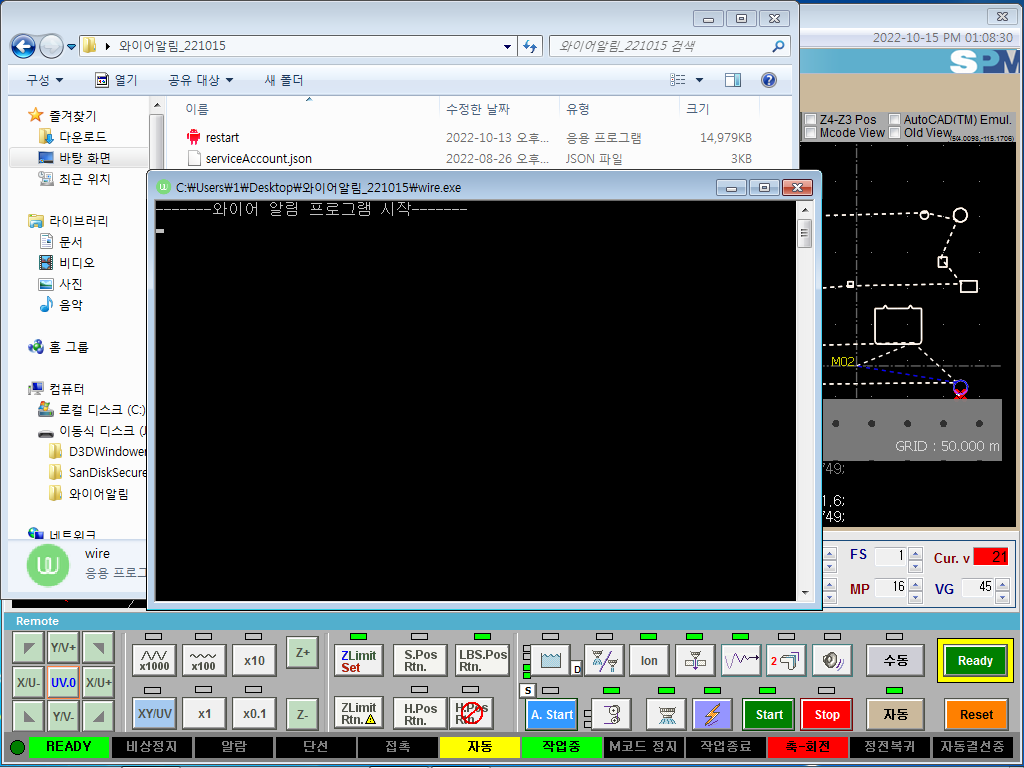 2022-10-15 PM 01:08:30
SPM
와이어알림_221015
와이어알림_221015 검색
구성
열기
공유 대상
새 폴더
이름
수정한 날짜
유형
크기
restart
2022-10-13 오후...
응용 프로그램
14,979KB
serviceAccount.json
2022-08-26 오후...
JSON 파일
3KB
즐겨찾기
다운로드
바탕 화면
최근 위치
라이브러리
문서
비디오
사진
음악
홈 그룹
컴퓨터
로컬 디스크 (C:)
이동식 디스크 (
D3DWindower
SanDiskSecure
와이어알림
네트워크
wire
응용 프로그
C:\Users\1\Desktop\와이어알림_221015\wire.exe
-------와이어 알림 프로그램 시작-------
Z4-Z3 Pos
AutoCAD(TM) Emul.
Mcode View
Old View
(54.0098,-115.1706)
M02
GRID : 50.000 m
749;
1.6;
749;
FS
1
Cur. v
21
MP
16
VG
45
Remote
Y/V+
X/U-
UV.0
X/U+
Y/V-
x1000
x100
x10
Z+
XY/UV
x1
x0.1
Z-
ZLimit
Set
S.Pos
Rtn.
LBS.Pos
Rtn.
ZLimit
Rtn.
H.Pos
Rtn.
H.Pos
Rtn.
D
Ion
2
수동
Ready
S
A. Start
Start
Stop
자동
Reset
READY
비상정지
알람
단선
접촉
자동
작업중
M코드 정지
작업종료
축-회전
정전복귀
자동결선중